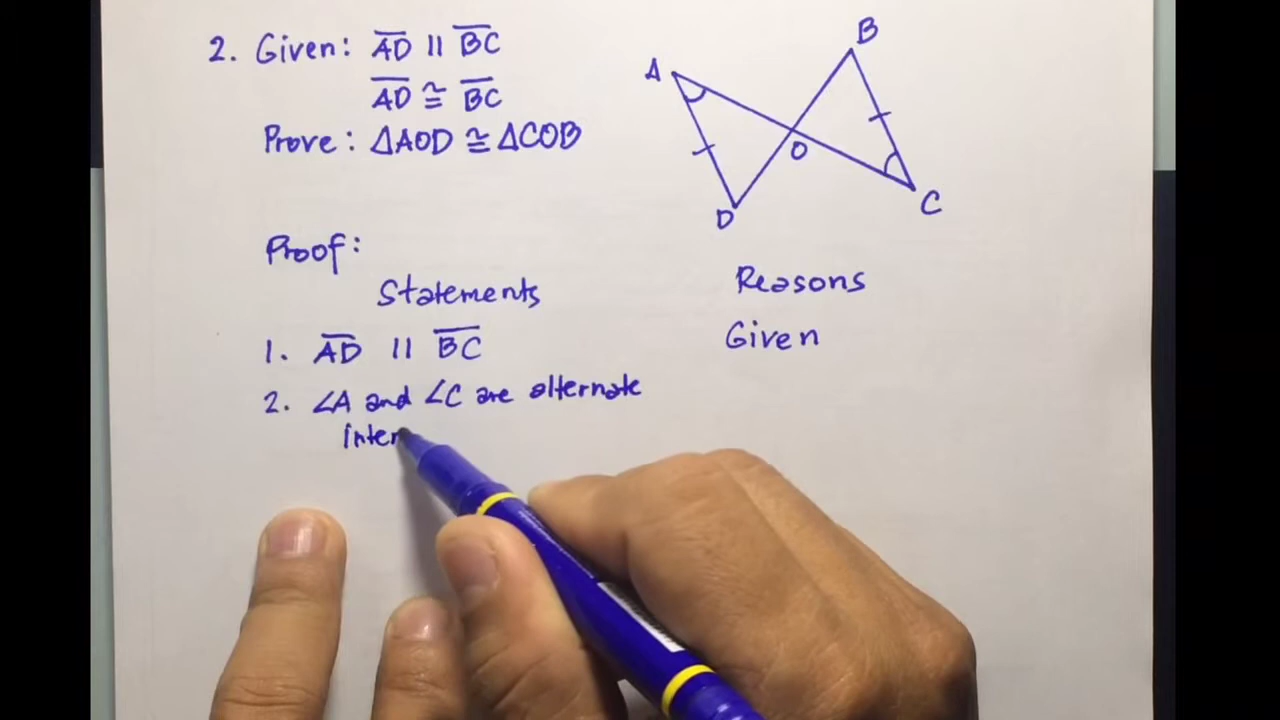 2. Given: AD || BC
AD ≅ BC
Prove: ΔAOD ≅ ΔCOB
A
B
O
D
C
Proof:
Statements
Reasons
1. AD || BC
Given
2. ∠A and ∠C are alternate
inter